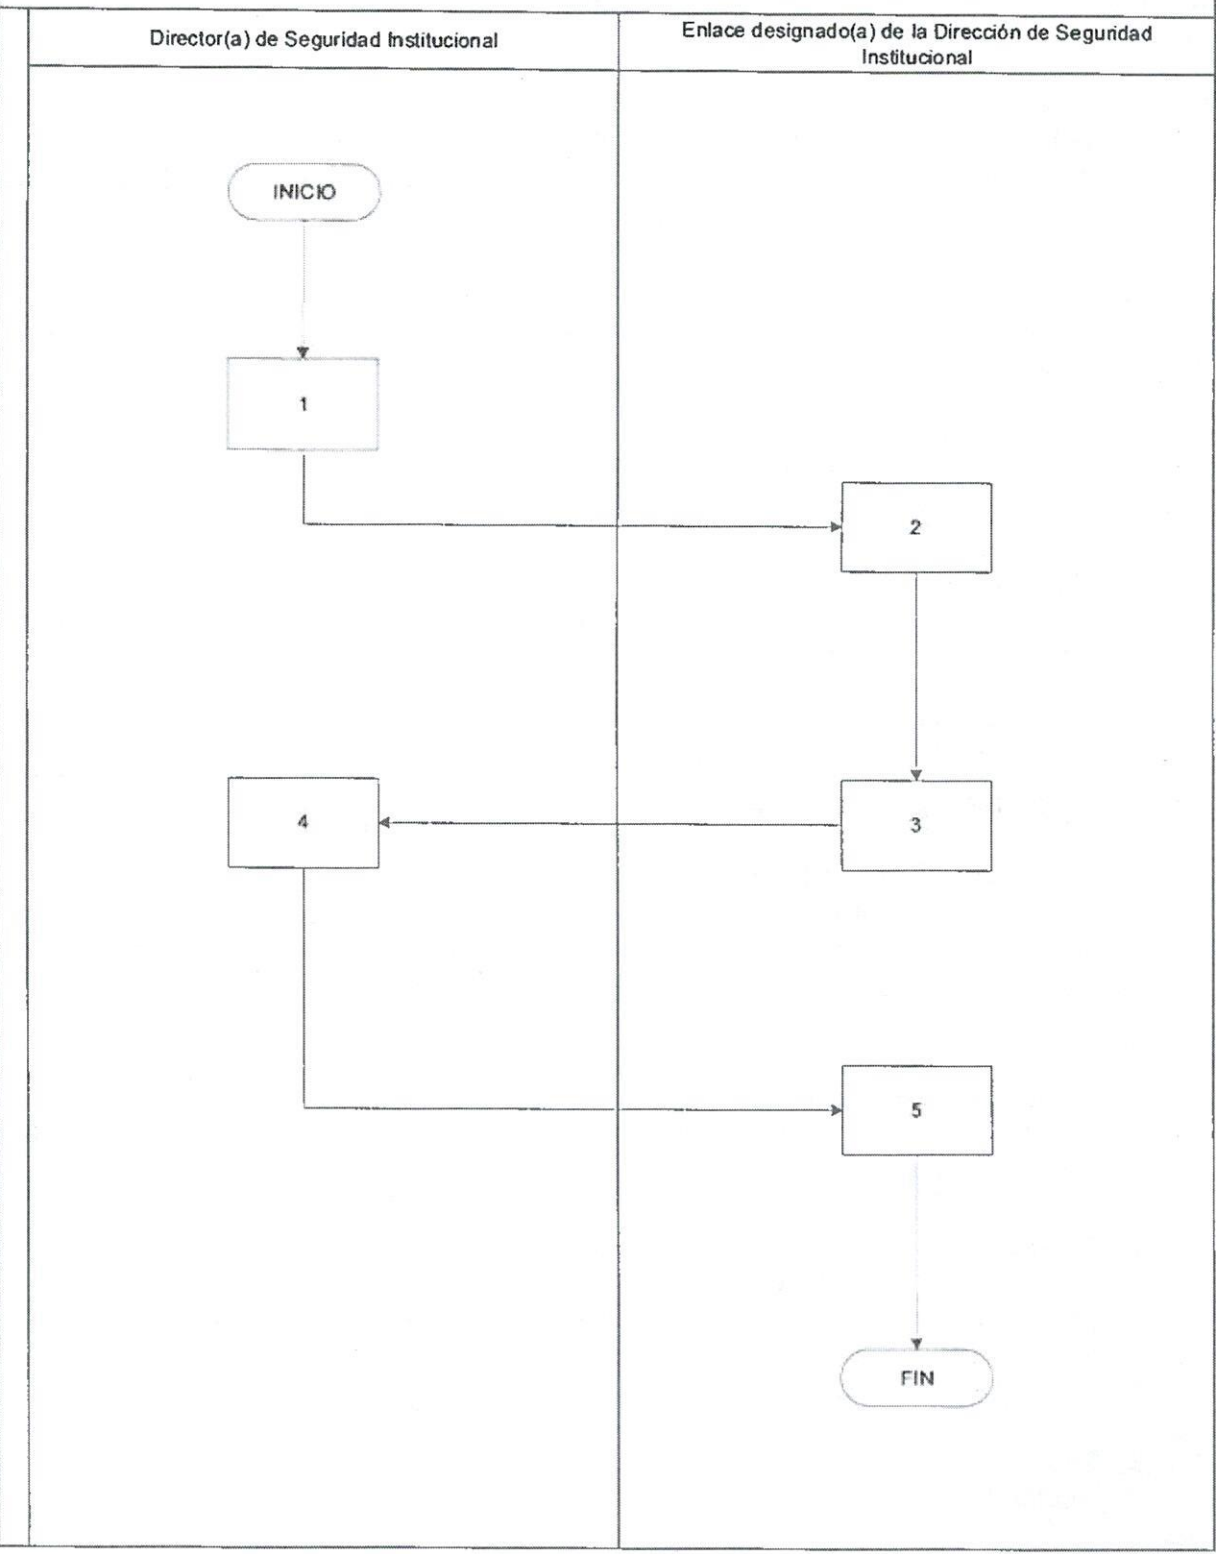 Director(a) de Seguridad Institucional
Enlace designado(a) de la Dirección de Seguridad
Institucional
INICIO
1
2
4
3
5
FIN